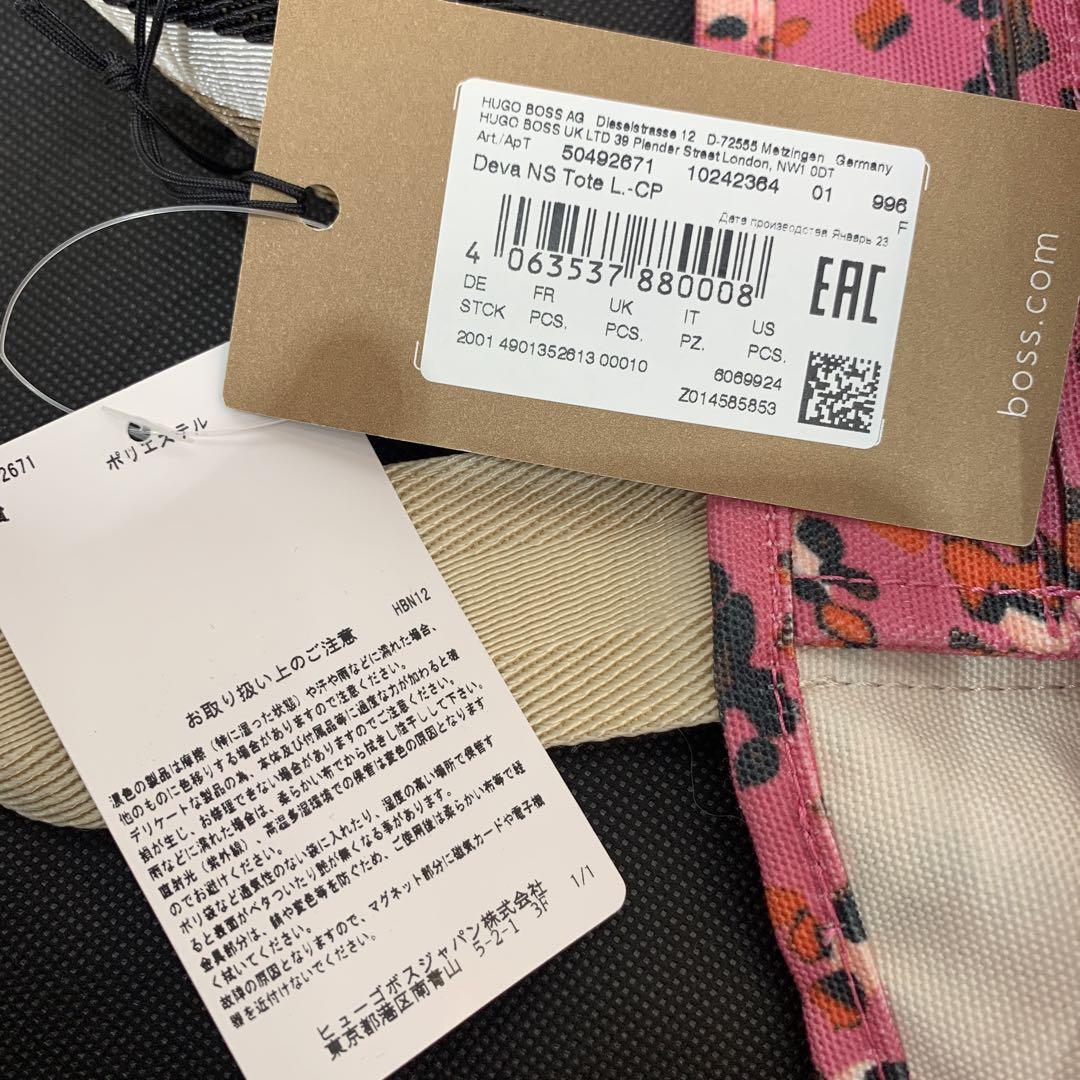 HUGO BOSS AG Dieselstrasse 12 D-72555 Metzingen Germany
HUGO BOSS UK LTD 39 Plender Street London, NW1 0DT
Art./ApT 50492671 10242364 01 996
Deva NS Tote L.-CP F
Дата производства Январь 23
4 063537 880008
EAC
DE FR UK IT US
STCK PCS. PCS. PZ. PCS.
2001 4901352613 00010 6069924
Z014585853
boss.com
2671 ポリエステル
HBN12
お取り扱い上のご注意
濃色の製品は摩擦(特に湿った状態)や汗や雨などに濡れた場合、
他のものに色移りする場合がありますので注意ください。
デリケートな製品の為、本体及び付属品等に過度な力が加わると破
損が生じ、お修理できない場合がありますのでご注意ください。
雨などに濡れた場合は、柔らかい布でから拭きし陰干しして下さい。
直射光(紫外線)、高温多湿環境での保管は変色の原因となります
のでお避けください。
ポリ袋など通気性のない袋に入れたり、湿度の高い場所で保管す
ると表面がベタついたり艶が無くなる事があります。
金具部分は、錆や変色等を防ぐため、ご使用後は柔らかい布等で軽
く拭いてください。
故障の原因となりますので、マグネット部分に磁気カードや電子機
器を近付けないでください。
1/1
ヒューゴボスジャパン株式会社
東京都港区南青山 5-2-1 3F